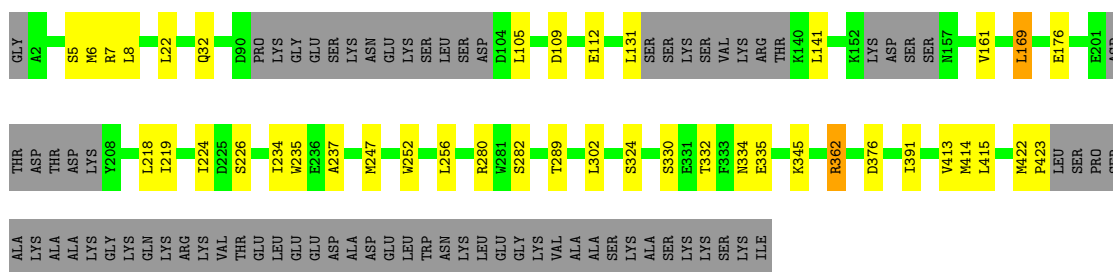 GLY A2 S5 M6 R7 L8 L22 Q32 D90 PRO LYS GLY GLU SER LYS ASN GLU LYS SER LEU SER ASP D104 L105 D109 E112 L131 SER SER LYS SER VAL LYS ARG THR K140 L141 K152 LYS ASP SER SER N157 V161 L169 E176 E201 ASP
THR ASP THR THR ASP LYS Y208 L218 I219 I224 D225 S226 I234 W235 E236 A237 M247 W252 L256 R280 W281 S282 T289 L302 S324 S330 E331 T332 F333 N334 E335 K345 R362 D376 I391 V413 M414 L415 M422 P423 LEU SER PRO SER
ALA LYS ALA ALA LYS GLY LYS GLN LYS ARG LYS VAL THR GLU LEU GLU GLU ASP ALA ASP GLU LEU TRP ASN LYS LEU GLU GLY LYS VAL ALA ALA SER LYS ALA SER LYS LYS SER LYS ILE